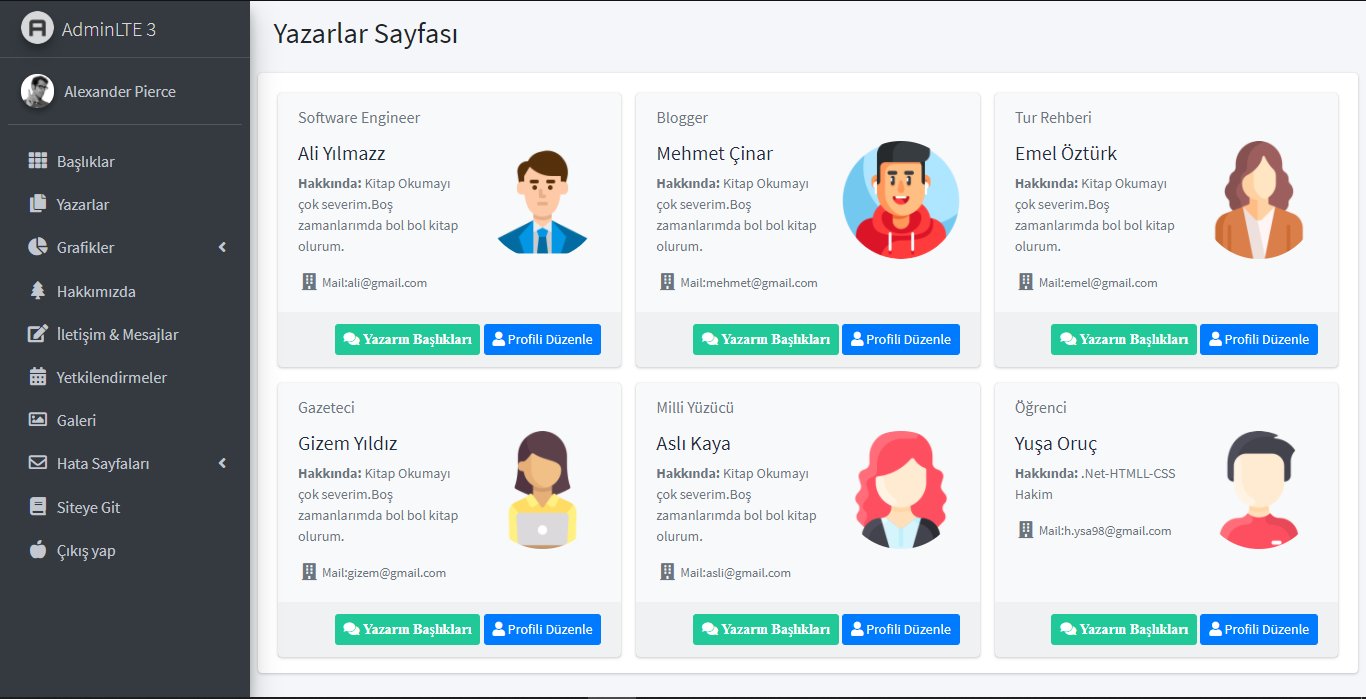 AdminLTE 3
Alexander Pierce
Başlıklar
Yazarlar
Grafikler
Hakkımızda
İletişim & Mesajlar
Yetkilendirmeler
Galeri
Hata Sayfaları
Siteye Git
Çıkış yap
Yazarlar Sayfası
Software Engineer
Ali Yılmazz
Hakkında: Kitap Okumayı
çok severim.Boş
zamanlarımda bol bol kitap
olurum.
Mail:ali@gmail.com
Yazarın Başlıkları
Profili Düzenle
Blogger
Mehmet Çinar
Hakkında: Kitap Okumayı
çok severim.Boş
zamanlarımda bol bol kitap
olurum.
Mail:mehmet@gmail.com
Yazarın Başlıkları
Profili Düzenle
Tur Rehberi
Emel Öztürk
Hakkında: Kitap Okumayı
çok severim.Boş
zamanlarımda bol bol kitap
olurum.
Mail:emel@gmail.com
Yazarın Başlıkları
Profili Düzenle
Gazeteci
Gizem Yıldız
Hakkında: Kitap Okumayı
çok severim.Boş
zamanlarımda bol bol kitap
olurum.
Mail:gizem@gmail.com
Yazarın Başlıkları
Profili Düzenle
Milli Yüzücü
Aslı Kaya
Hakkında: Kitap Okumayı
çok severim.Boş
zamanlarımda bol bol kitap
olurum.
Mail:asli@gmail.com
Yazarın Başlıkları
Profili Düzenle
Öğrenci
Yuşa Oruç
Hakkında: .Net-HTMLL-CSS
Hakim
Mail:h.ysa98@gmail.com
Yazarın Başlıkları
Profili Düzenle